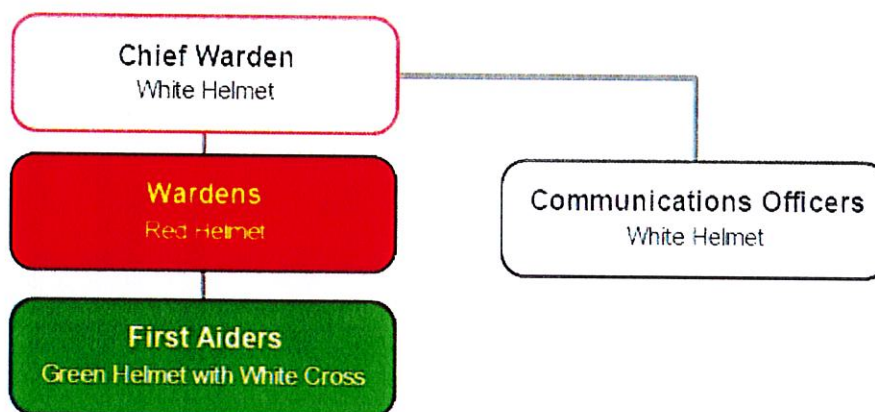 Chief Warden
White Helmet
Wardens
Red Helmet
Communications Officers
White Helmet
First Aiders
Green Helmet with White Cross